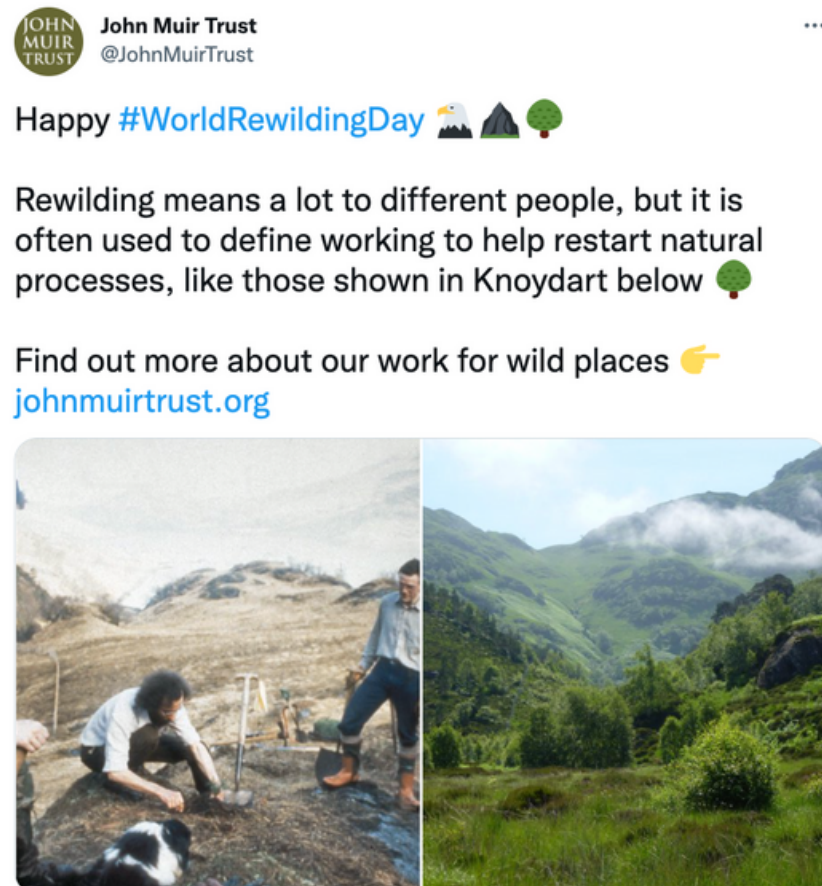 JOHN
MUIR
TRUST
John Muir Trust
@JohnMuirTrust
Happy #WorldRewildingDay 🦅⛰🌳
Rewilding means a lot to different people, but it is
often used to define working to help restart natural
processes, like those shown in Knoydart below 🌳
Find out more about our work for wild places 👉
johnmuirtrust.org